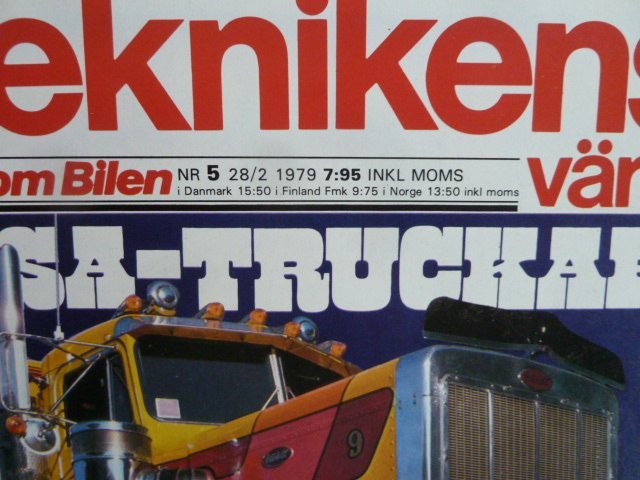 eknikens
om Bilen NR 5 28/2 1979 7:95 INKL MOMS
i Danmark 15:50 i Finland Fmk 9:75 i Norge 13:50 inkl moms
vär
SA-TRUCKAR
9